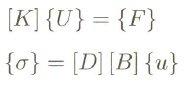 [K]{U} = {F}
{σ} = [D][B]{u}